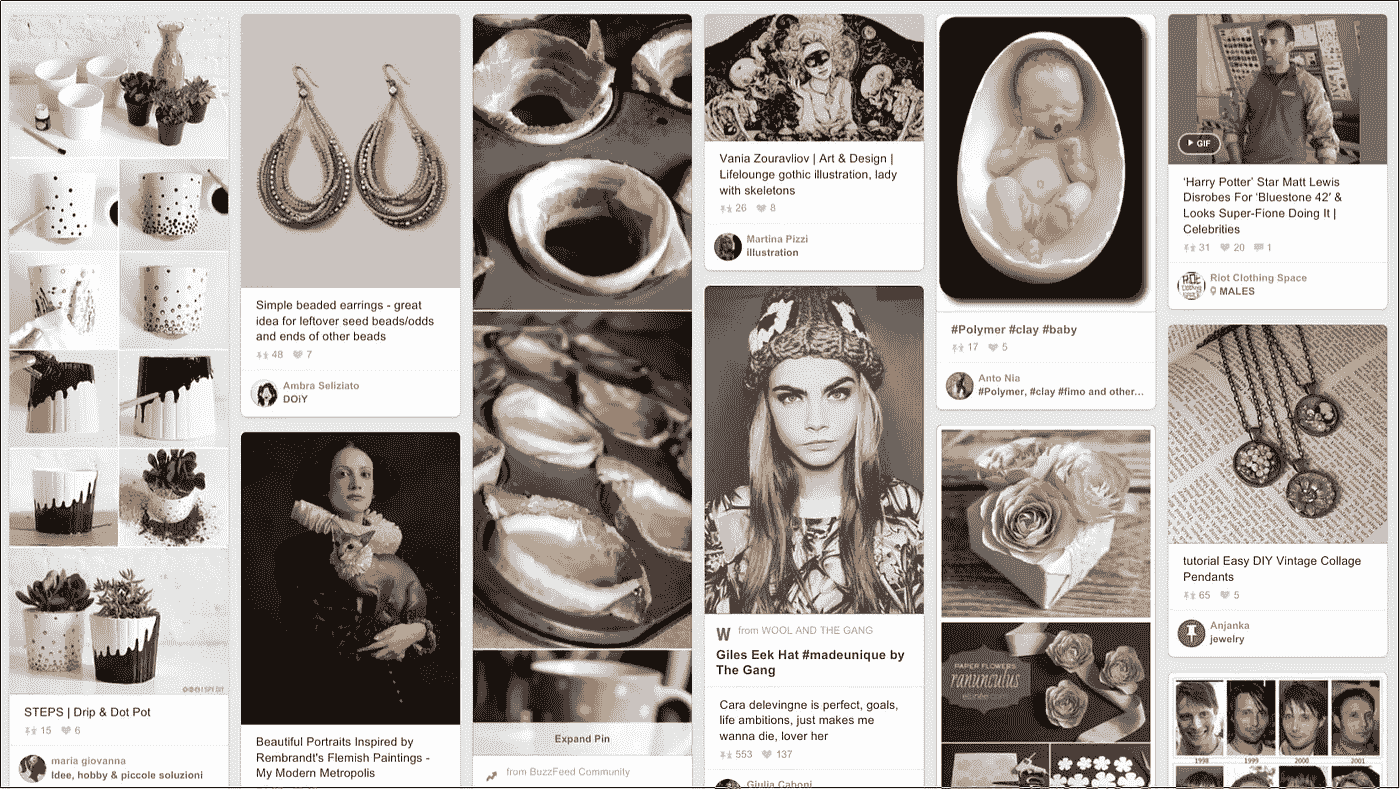 STEPS | Drip & Dot Pot
15 6
maria giovanna
Idee, hobby & piccole soluzioni
Simple beaded earrings - great
idea for leftover seed beads/odds
and ends of other beads
48 7
Ambra Seliziato
DOiY
Beautiful Portraits Inspired by
Rembrandt's Flemish Paintings -
My Modern Metropolis
Expand Pin
from BuzzFeed Community
Vania Zouravliov | Art & Design |
Lifelounge gothic illustration, lady
with skeletons
26 8
Martina Pizzi
illustration
W from WOOL AND THE GANG
Giles Eek Hat #madeunique by
The Gang
Cara delevingne is perfect, goals,
life ambitions, just makes me
wanna die, lover her
553 137
Giulia Caboni
#Polymer #clay #baby
17 5
Anto Nia
#Polymer, #clay #fimo and other...
PAPER FLOWERS
ranunculus
GIF
'Harry Potter' Star Matt Lewis
Disrobes For 'Bluestone 42' &
Looks Super-Fione Doing It |
Celebrities
31 20 1
Riot Clothing Space
MALES
tutorial Easy DIY Vintage Collage
Pendants
65 5
Anjanka
jewelry
1998 1999 2000 2001